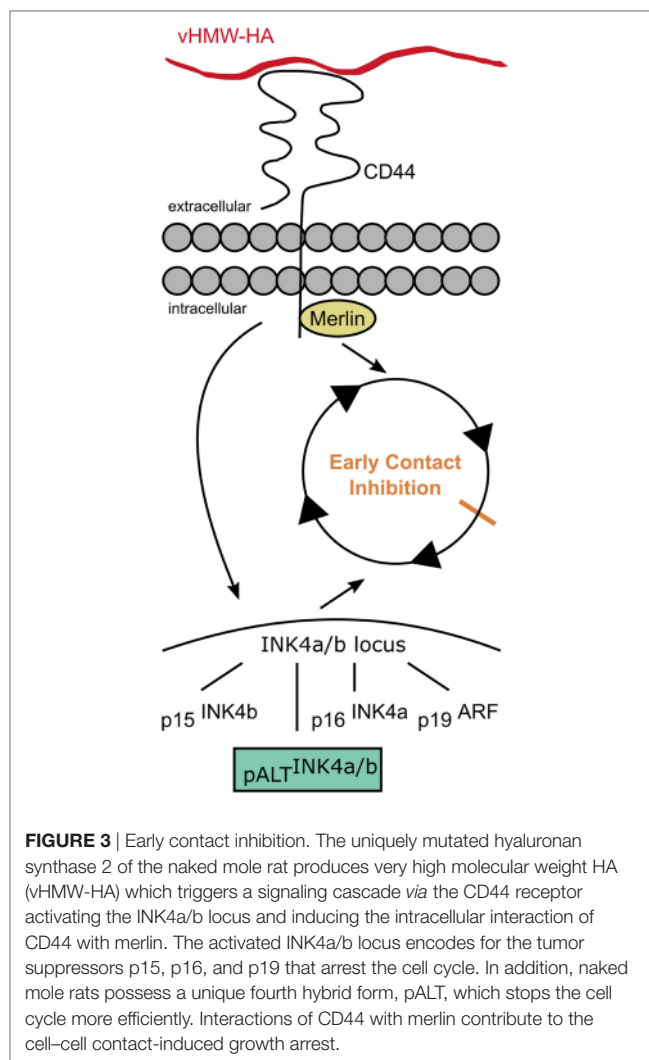 vHMW-HA
CD44
extracellular
intracellular
Merlin
Early Contact
Inhibition
INK4a/b locus
p15 INK4b
p16 INK4a
p19 ARF
pALT INK4a/b
FIGURE 3 | Early contact inhibition. The uniquely mutated hyaluronan
synthase 2 of the naked mole rat produces very high molecular weight HA
(vHMW-HA) which triggers a signaling cascade via the CD44 receptor
activating the INK4a/b locus and inducing the intracellular interaction of
CD44 with merlin. The activated INK4a/b locus encodes for the tumor
suppressors p15, p16, and p19 that arrest the cell cycle. In addition, naked
mole rats possess a unique fourth hybrid form, pALT, which stops the cell
cycle more efficiently. Interactions of CD44 with merlin contribute to the
cell–cell contact-induced growth arrest.